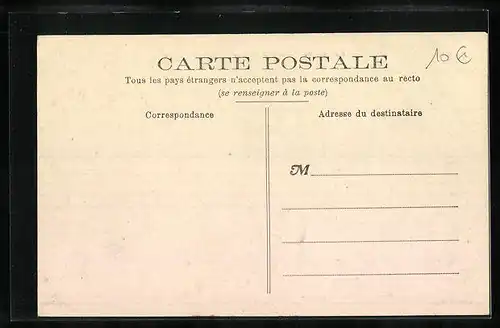 CARTE POSTALE
10 €
Tous les pays étrangers n'acceptent pas la correspondance au recto
(se renseigner à la poste)
Correspondance
Adresse du destinataire
M